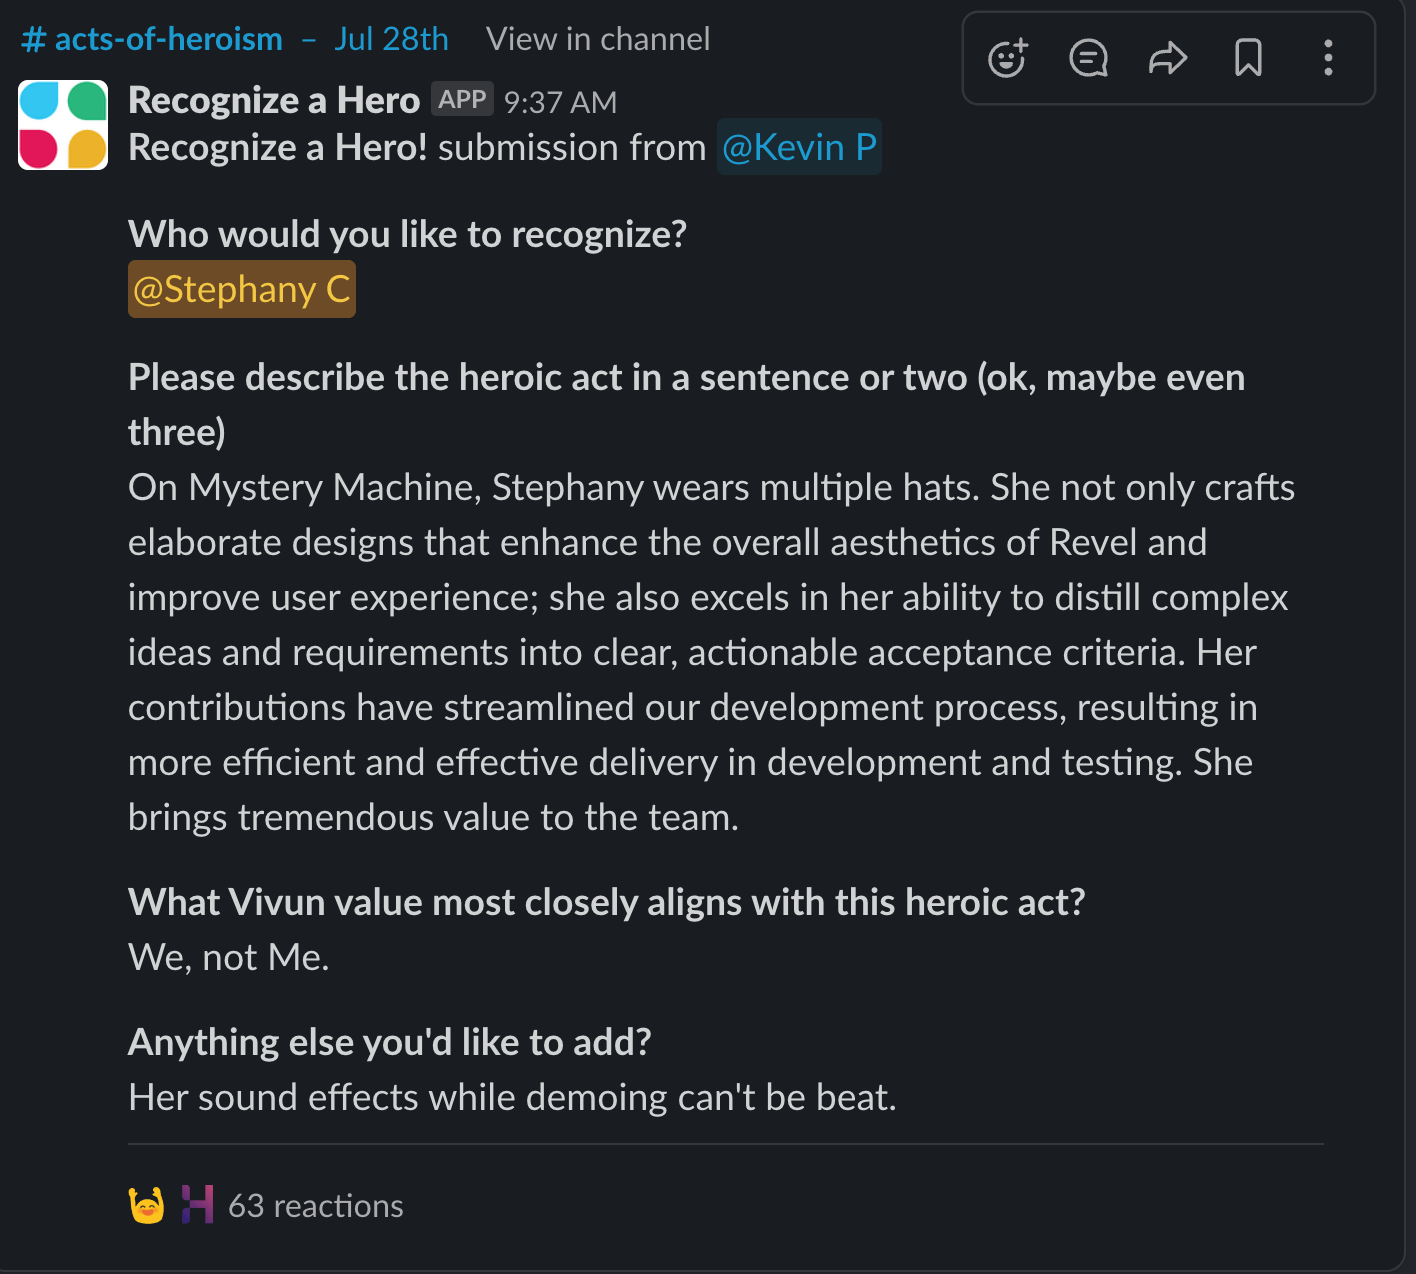 # acts-of-heroism – Jul 28th View in channel
Recognize a Hero APP 9:37 AM
Recognize a Hero! submission from @Kevin P
Who would you like to recognize?
@Stephany C
Please describe the heroic act in a sentence or two (ok, maybe even
three)
On Mystery Machine, Stephany wears multiple hats. She not only crafts
elaborate designs that enhance the overall aesthetics of Revel and
improve user experience; she also excels in her ability to distill complex
ideas and requirements into clear, actionable acceptance criteria. Her
contributions have streamlined our development process, resulting in
more efficient and effective delivery in development and testing. She
brings tremendous value to the team.
What Vivun value most closely aligns with this heroic act?
We, not Me.
Anything else you'd like to add?
Her sound effects while demoing can't be beat.
H 63 reactions